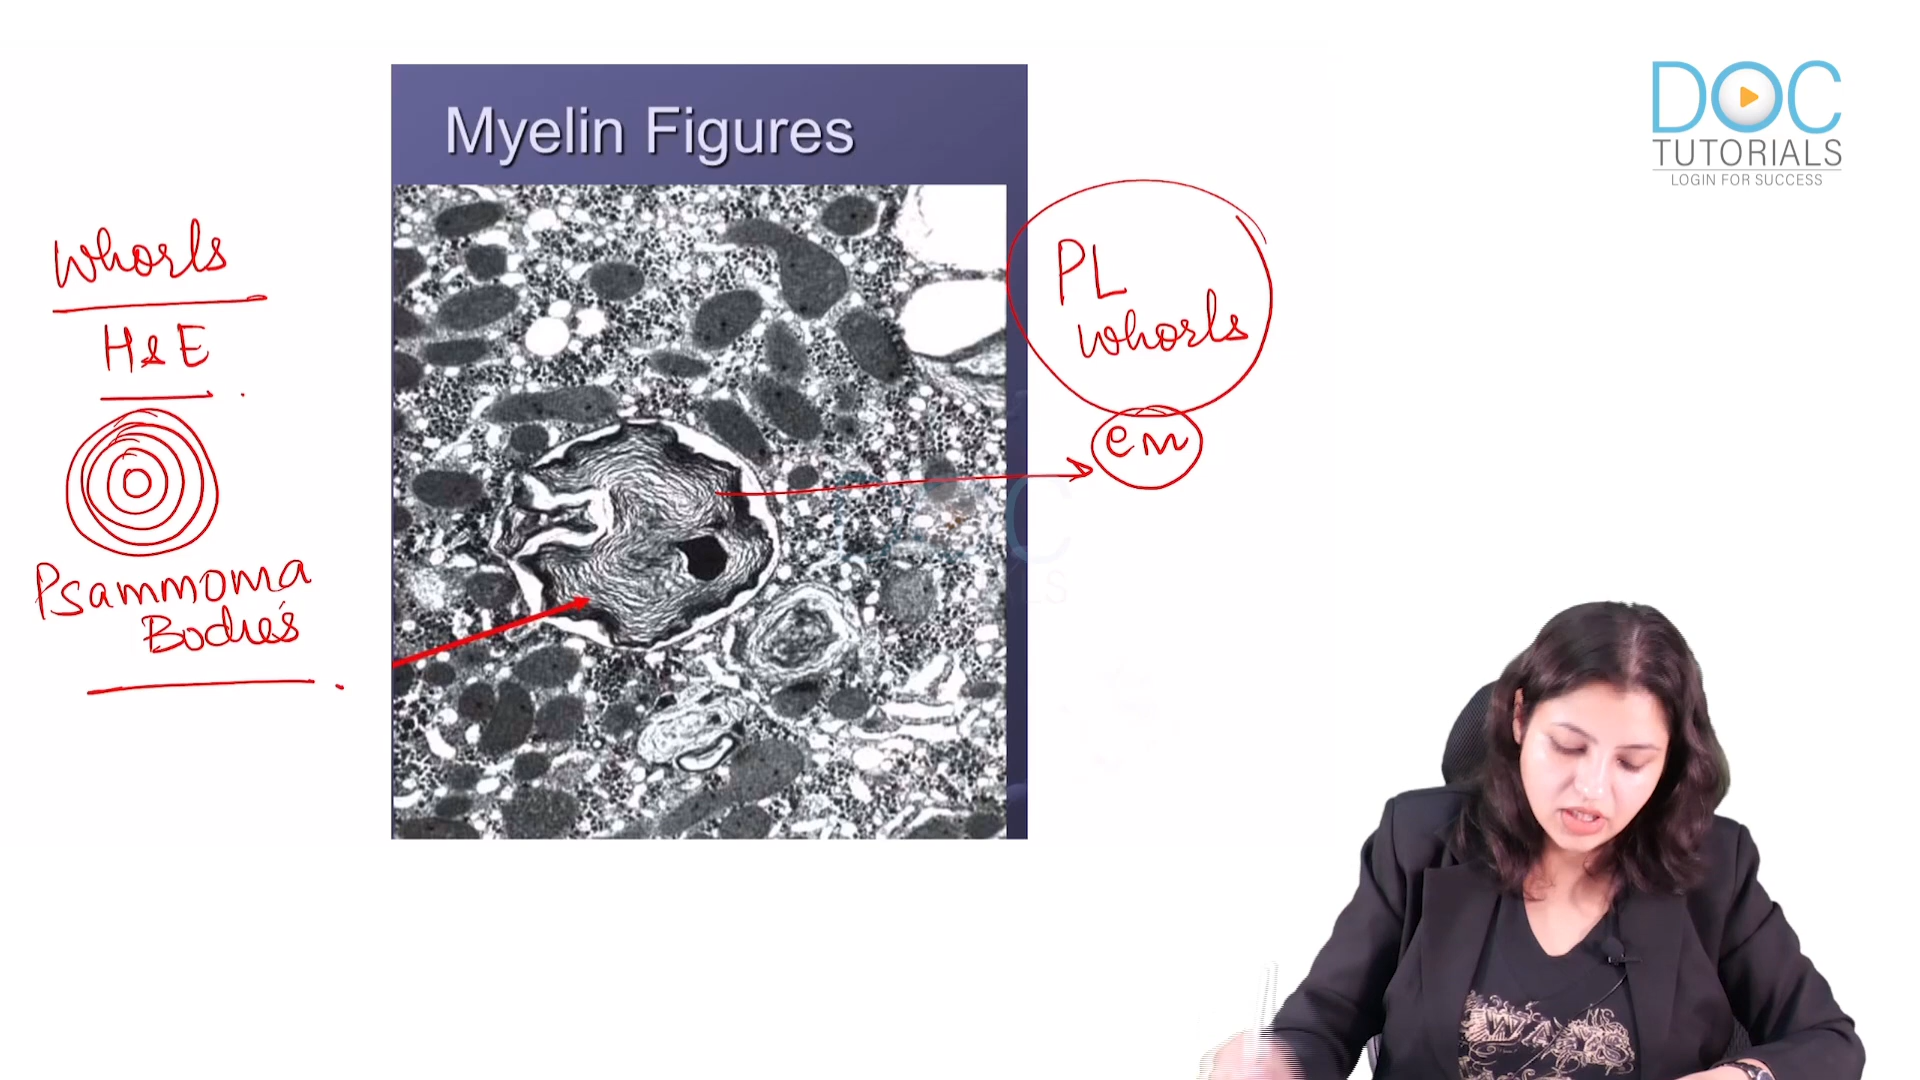 DOC
TUTORIALS
LOGIN FOR SUCCESS
Myelin Figures
Whorls
H & E
Psammoma
Bodies
PL
whorls
em